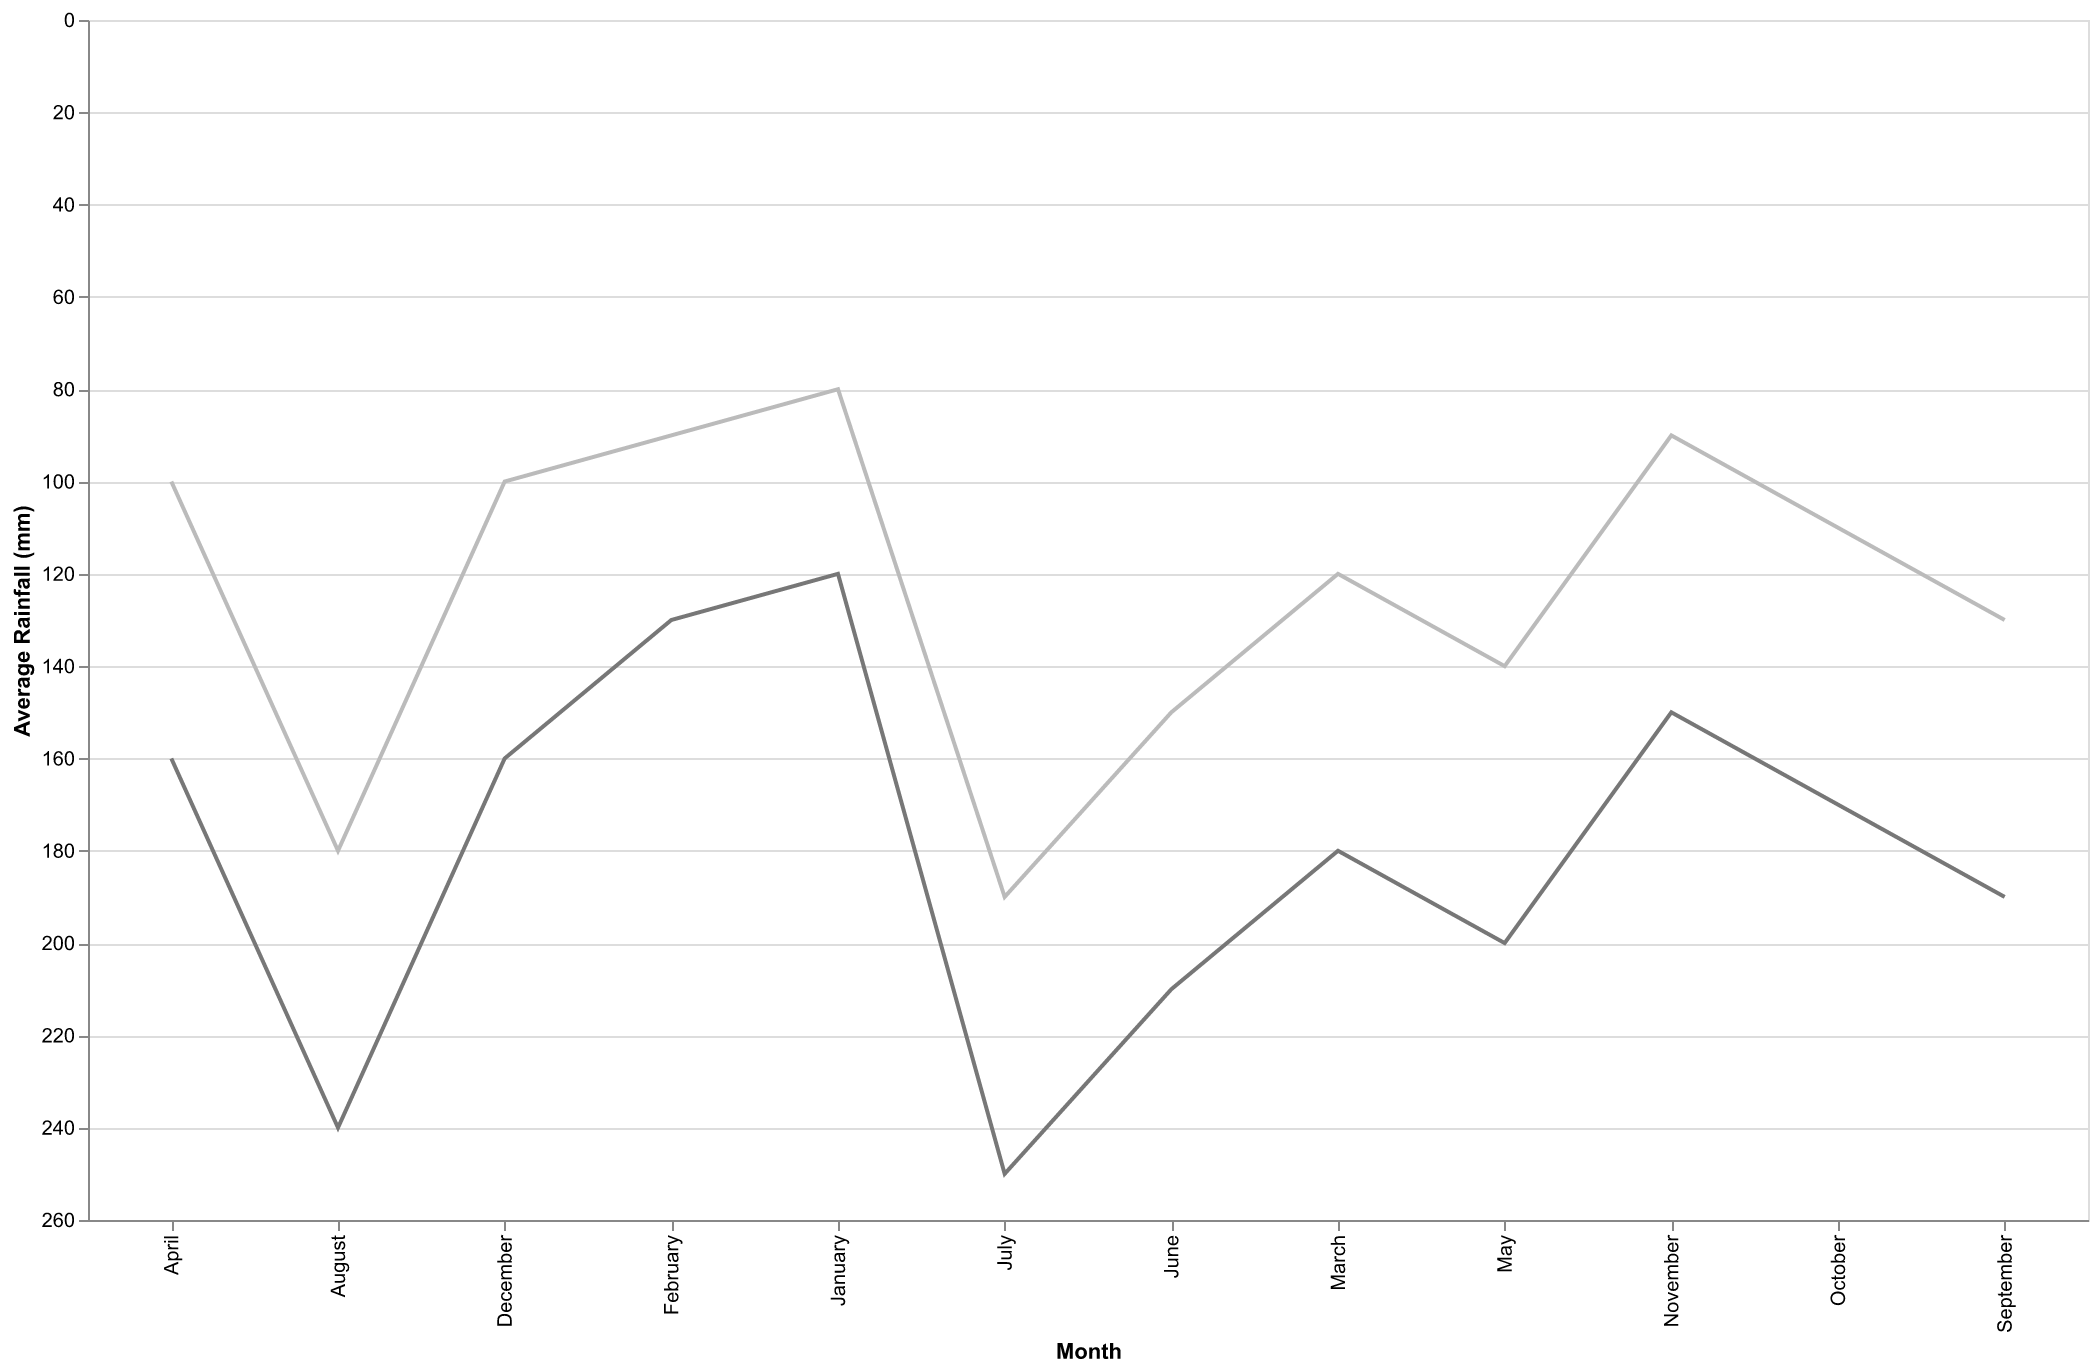 0
20
40
60
80
100
120
140
160
180
200
220
240
260
Average Rainfall (mm)
April
August
December
February
January
July
June
March
May
November
October
September
Month